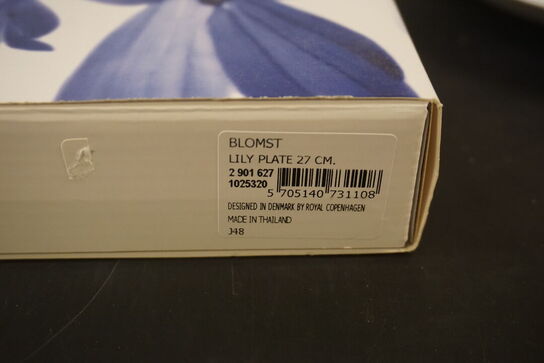 BLOMST
LILY PLATE 27 CM.
2 901 627
1025320
5 705140 731108
DESIGNED IN DENMARK BY ROYAL COPENHAGEN
MADE IN THAILAND
J48